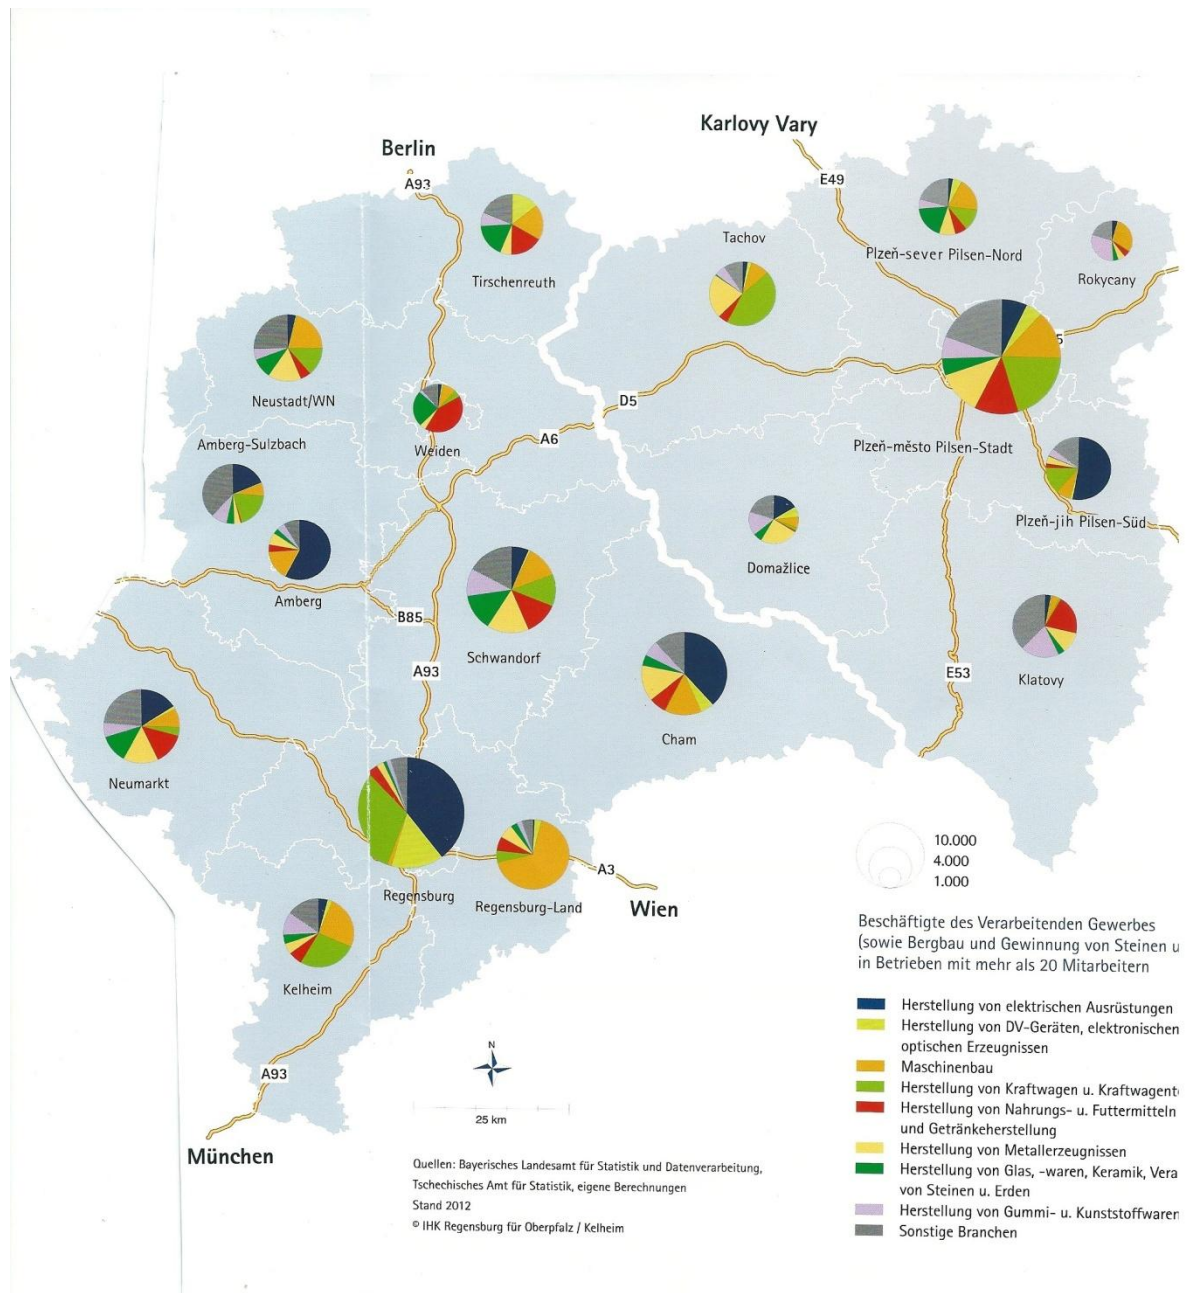 Karlovy Vary
Berlin
A93
E49
Tachov
Plzeň-sever Pilsen-Nord
Rokycany
Tirschenreuth
5
Neustadt/WN
D5
Amberg-Sulzbach
Weiden
A6
Plzeň-město Pilsen-Stadt
Plzeň-jih Pilsen-Süd
Domažlice
Amberg
B85
Schwandorf
A93
E53
Klatovy
Cham
Neumarkt
10.000
4.000
1.000
A3
Regensburg
Regensburg-Land
Wien
Kelheim
Beschäftigte des Verarbeitenden Gewerbes
(sowie Bergbau und Gewinnung von Steinen u
in Betrieben mit mehr als 20 Mitarbeitern
Herstellung von elektrischen Ausrüstungen
Herstellung von DV-Geräten, elektronischen
optischen Erzeugnissen
Maschinenbau
Herstellung von Kraftwagen u. Kraftwagente
Herstellung von Nahrungs- u. Futtermitteln
und Getränkeherstellung
Herstellung von Metallerzeugnissen
Herstellung von Glas, -waren, Keramik, Vera
von Steinen u. Erden
Herstellung von Gummi- u. Kunststoffwaren
Sonstige Branchen
N
25 km
A93
München
Quellen: Bayerisches Landesamt für Statistik und Datenverarbeitung,
Tschechisches Amt für Statistik, eigene Berechnungen
Stand 2012
© IHK Regensburg für Oberpfalz / Kelheim